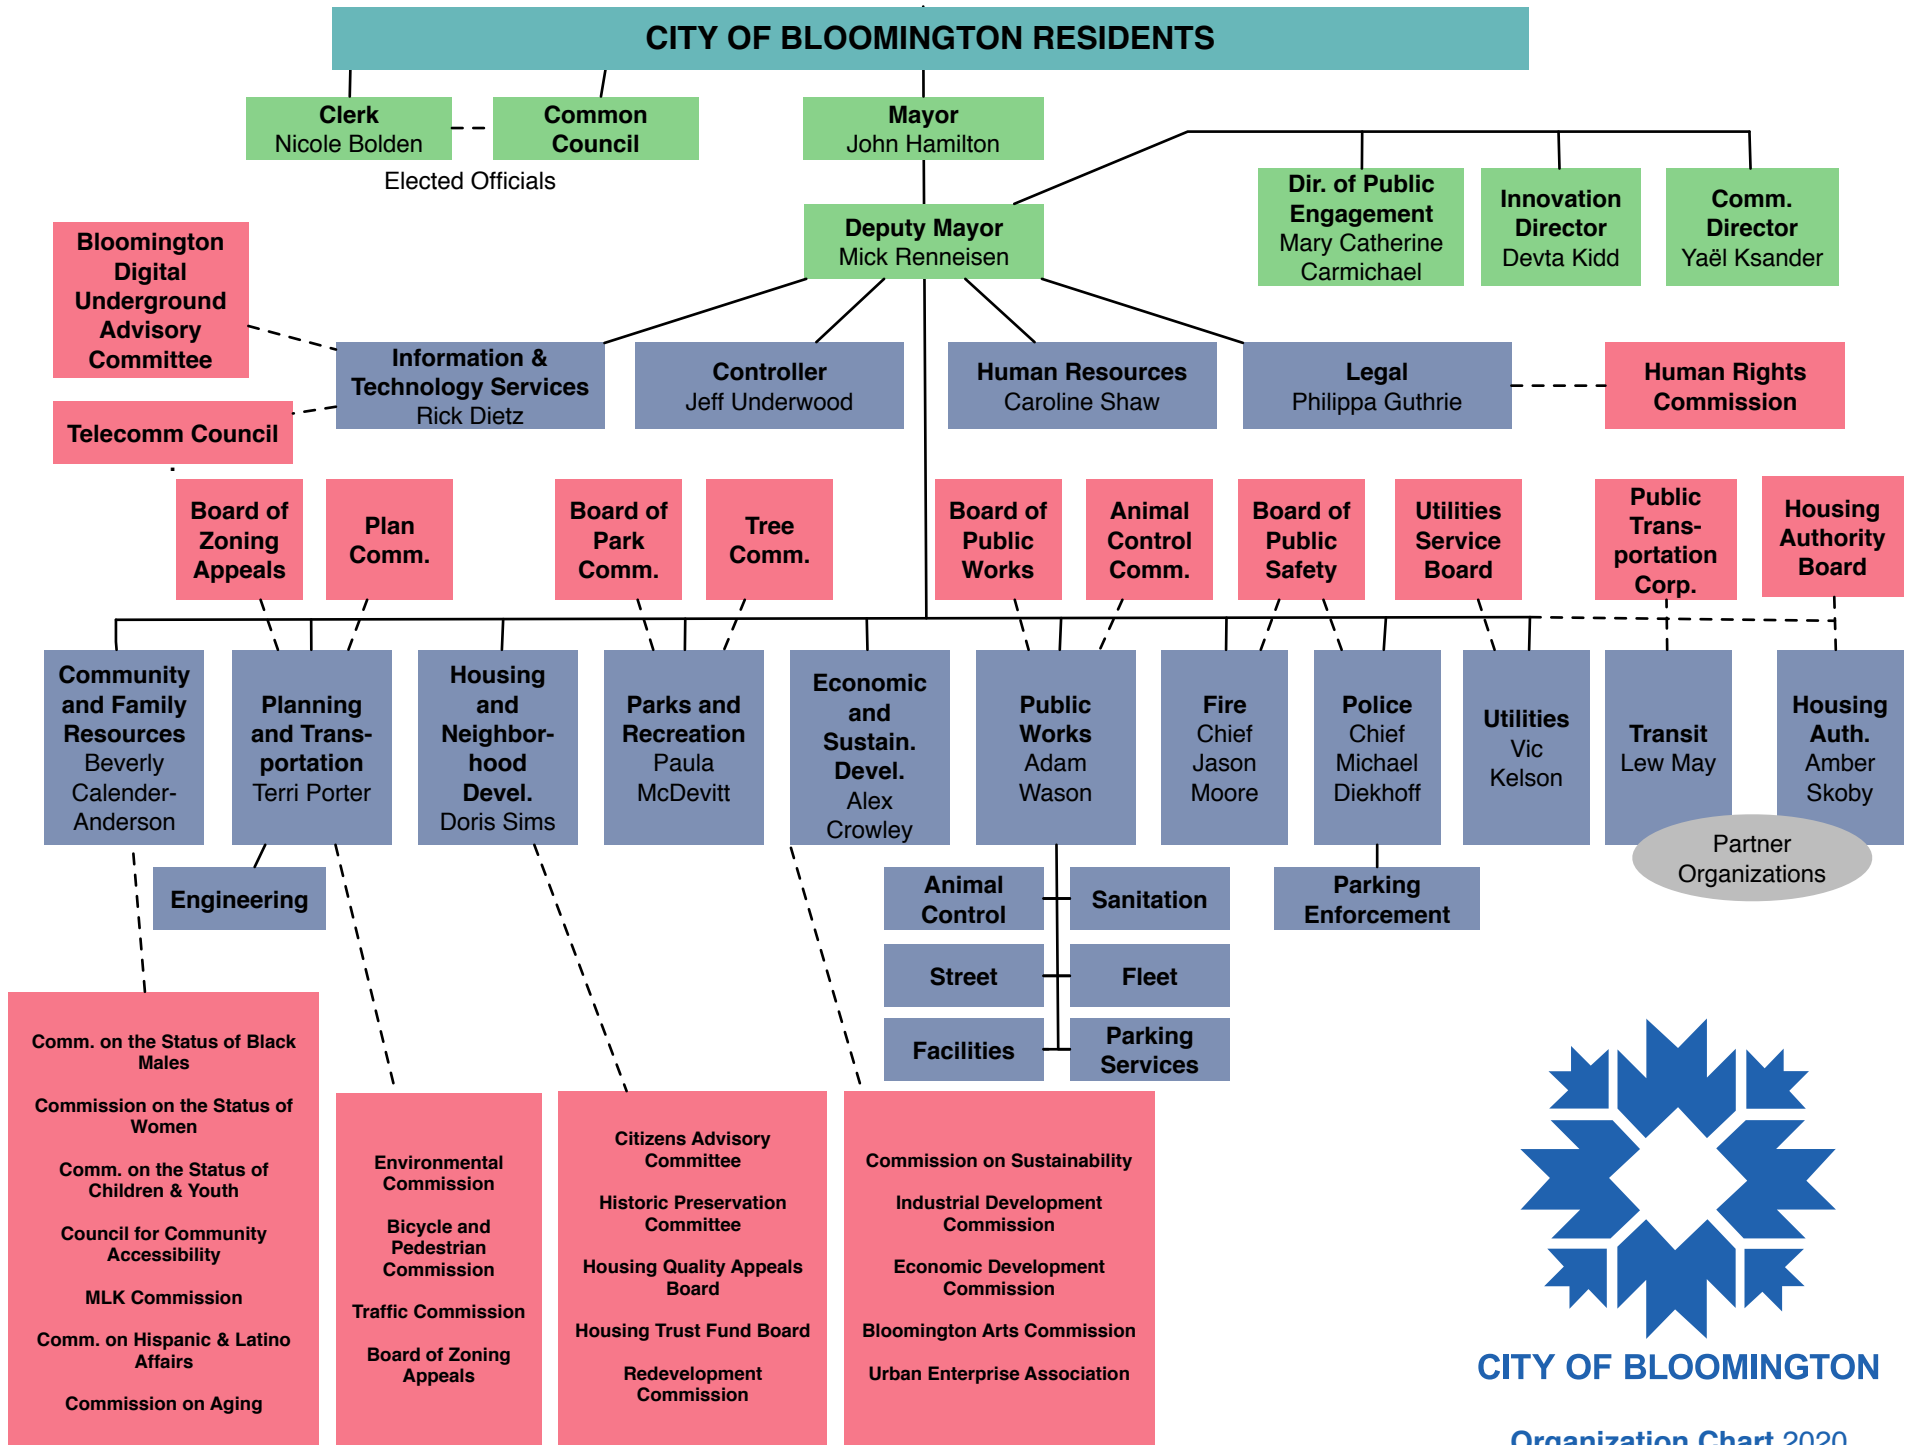 CITY OF BLOOMINGTON RESIDENTS
Clerk
Nicole Bolden
Common
Council
Elected Officials
Mayor
John Hamilton
Deputy Mayor
Mick Renneisen
Dir. of Public
Engagement
Mary Catherine
Carmichael
Innovation
Director
Devta Kidd
Comm.
Director
Yaël Ksander
Bloomington
Digital
Underground
Advisory
Committee
Telecomm Council
Information &
Technology Services
Rick Dietz
Controller
Jeff Underwood
Human Resources
Caroline Shaw
Legal
Philippa Guthrie
Human Rights
Commission
Board of
Zoning
Appeals
Plan
Comm.
Board of
Park
Comm.
Tree
Comm.
Board of
Public
Works
Animal
Control
Comm.
Board of
Public
Safety
Utilities
Service
Board
Public
Trans-
portation
Corp.
Housing
Authority
Board
Community
and Family
Resources
Beverly
Calender-
Anderson
Planning
and Trans-
portation
Terri Porter
Housing
and
Neighbor-
hood
Devel.
Doris Sims
Parks and
Recreation
Paula
McDevitt
Economic
and
Sustain.
Devel.
Alex
Crowley
Public
Works
Adam
Wason
Fire
Chief
Jason
Moore
Police
Chief
Michael
Diekhoff
Utilities
Vic
Kelson
Transit
Lew May
Housing
Auth.
Amber
Skoby
Partner
Organizations
Engineering
Animal
Control
Sanitation
Street
Fleet
Facilities
Parking
Services
Parking
Enforcement
Comm. on the Status of Black
Males
Commission on the Status of
Women
Comm. on the Status of
Children & Youth
Council for Community
Accessibility
MLK Commission
Comm. on Hispanic & Latino
Affairs
Commission on Aging
Environmental
Commission
Bicycle and
Pedestrian
Commission
Traffic Commission
Board of Zoning
Appeals
Citizens Advisory
Committee
Historic Preservation
Committee
Housing Quality Appeals
Board
Housing Trust Fund Board
Redevelopment
Commission
Commission on Sustainability
Industrial Development
Commission
Economic Development
Commission
Bloomington Arts Commission
Urban Enterprise Association
CITY OF BLOOMINGTON
Organization Chart 2020